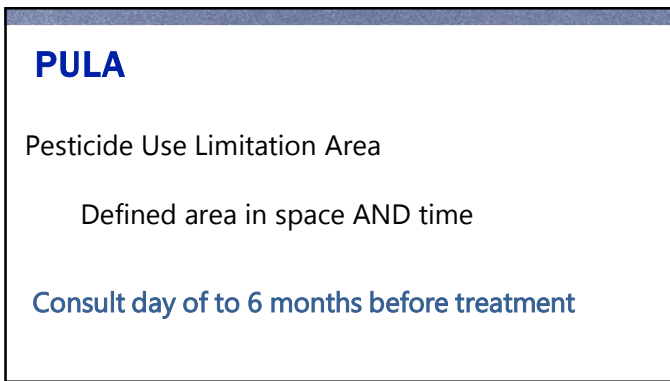 PULA
Pesticide Use Limitation Area
Defined area in space AND time
Consult day of to 6 months before treatment